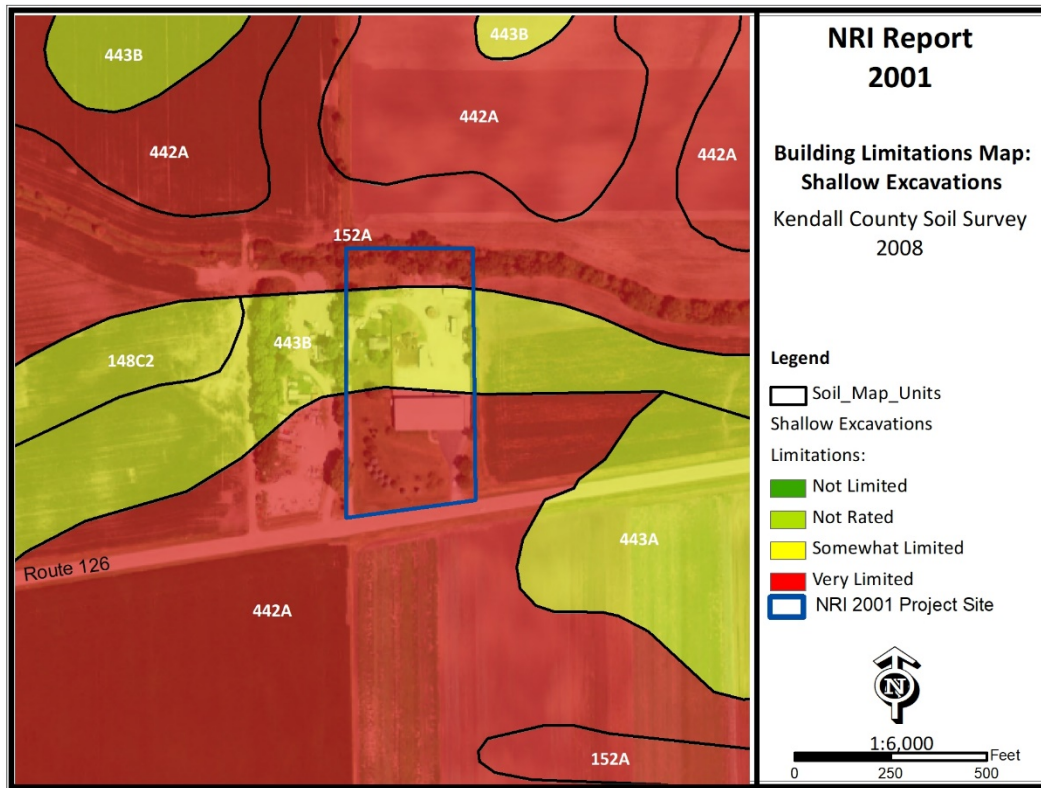 443B
443B
442A
442A
442A
152A
148C2
443B
443A
Route 126
442A
152A
NRI Report
2001
Building Limitations Map:
Shallow Excavations
Kendall County Soil Survey
2008
Legend
Soil_Map_Units
Shallow Excavations
Limitations:
Not Limited
Not Rated
Somewhat Limited
Very Limited
NRI 2001 Project Site
N
1:6,000
Feet
0 250 500